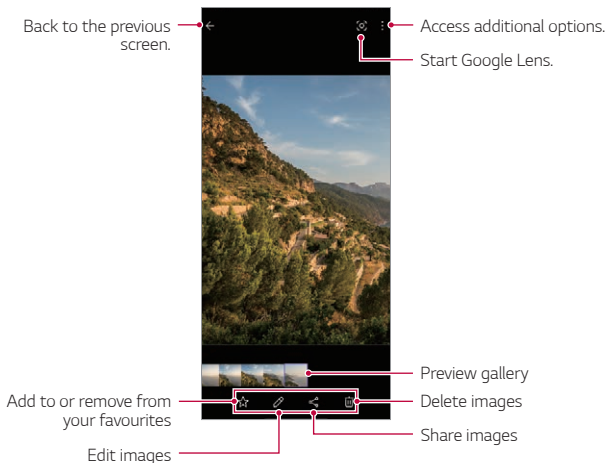 Back to the previous
screen.
Access additional options.
Start Google Lens.
Preview gallery
Add to or remove from
your favourites
Delete images
Share images
Edit images